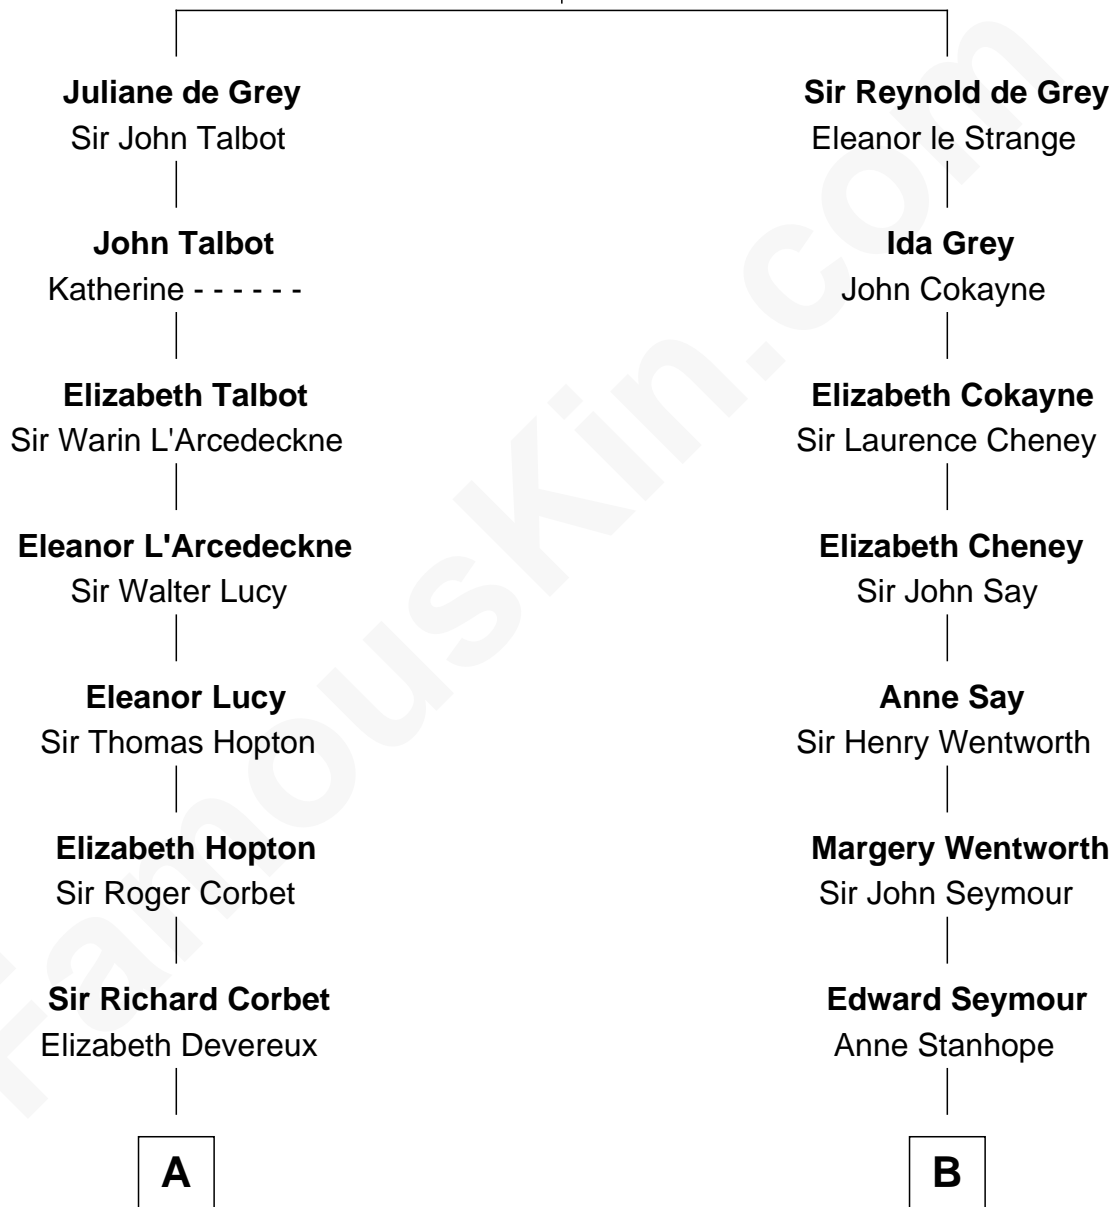 Juliane de Grey
Sir John Talbot
John Talbot
Katherine - - - - - -
Elizabeth Talbot
Sir Warin L'Arcedeckne
Eleanor L'Arcedeckne
Sir Walter Lucy
Eleanor Lucy
Sir Thomas Hopton
Elizabeth Hopton
Sir Roger Corbet
Sir Richard Corbet
Elizabeth Devereux
A
Sir Reynold de Grey
Eleanor le Strange
Ida Grey
John Cokayne
Elizabeth Cokayne
Sir Laurence Cheney
Elizabeth Cheney
Sir John Say
Anne Say
Sir Henry Wentworth
Margery Wentworth
Sir John Seymour
Edward Seymour
Anne Stanhope
B
FamousKin.com